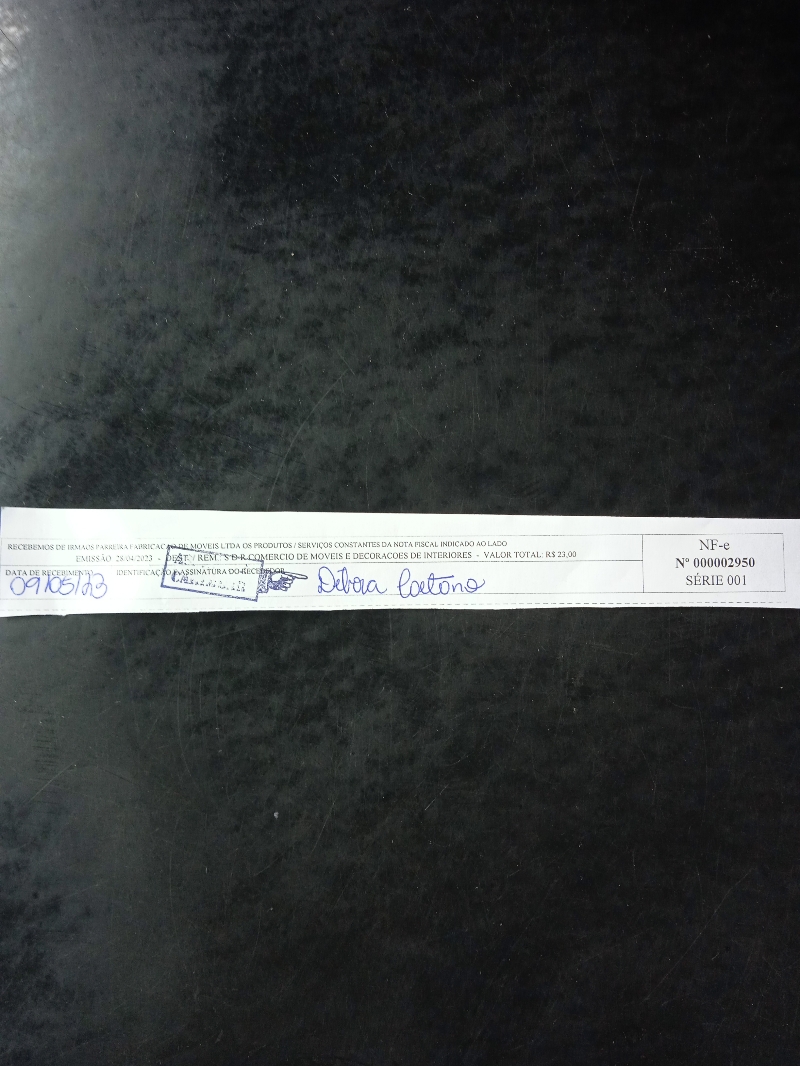 RECEBEMOS DE IRMAOS PARREIRA FABRICACAO DE MOVEIS LTDA OS PRODUTOS / SERVIÇOS CONSTANTES DA NOTA FISCAL INDICADO AO LADO
EMISSÃO: 28/04/2023 - DEST. / REM.: S D R COMERCIO DE MOVEIS E DECORACOES DE INTERIORES - VALOR TOTAL: R$ 23,00
DATA DE RECEBIMENTO
IDENTIFICAÇÃO E ASSINATURA DO RECEBEDOR
09/05/23
Debora Caetano
NF-e
Nº 000002950
SÉRIE 001